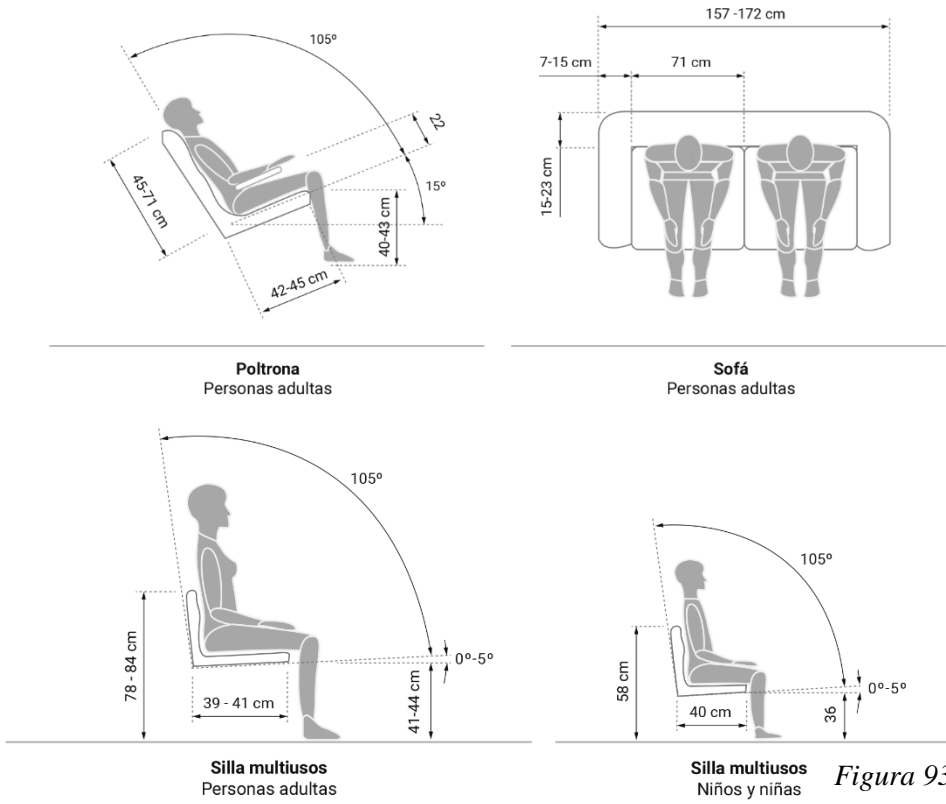 105º
22
15º
45-71 cm
40-43 cm
42-45 cm
Poltrona
Personas adultas
157 -172 cm
7-15 cm
71 cm
15-23 cm
Sofá
Personas adultas
105º
78 - 84 cm
39 - 41 cm
0º-5º
41-44 cm
Silla multiusos
Personas adultas
105º
58 cm
40 cm
0º-5º
36
Silla multiusos
Niños y niñas
Figura 93